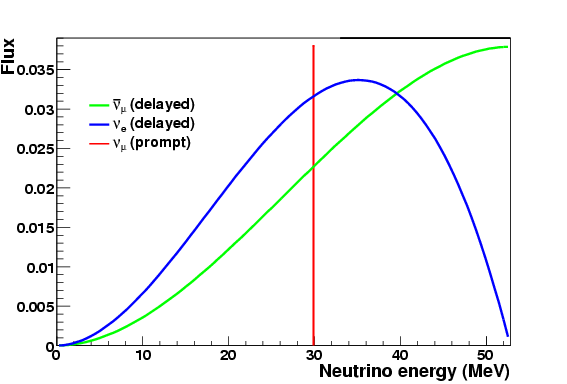 Flux
0.035
0.03
0.025
0.02
0.015
0.01
0.005
0
ν̅μ (delayed)
νe (delayed)
νμ (prompt)
0 10 20 30 40 50
Neutrino energy (MeV)